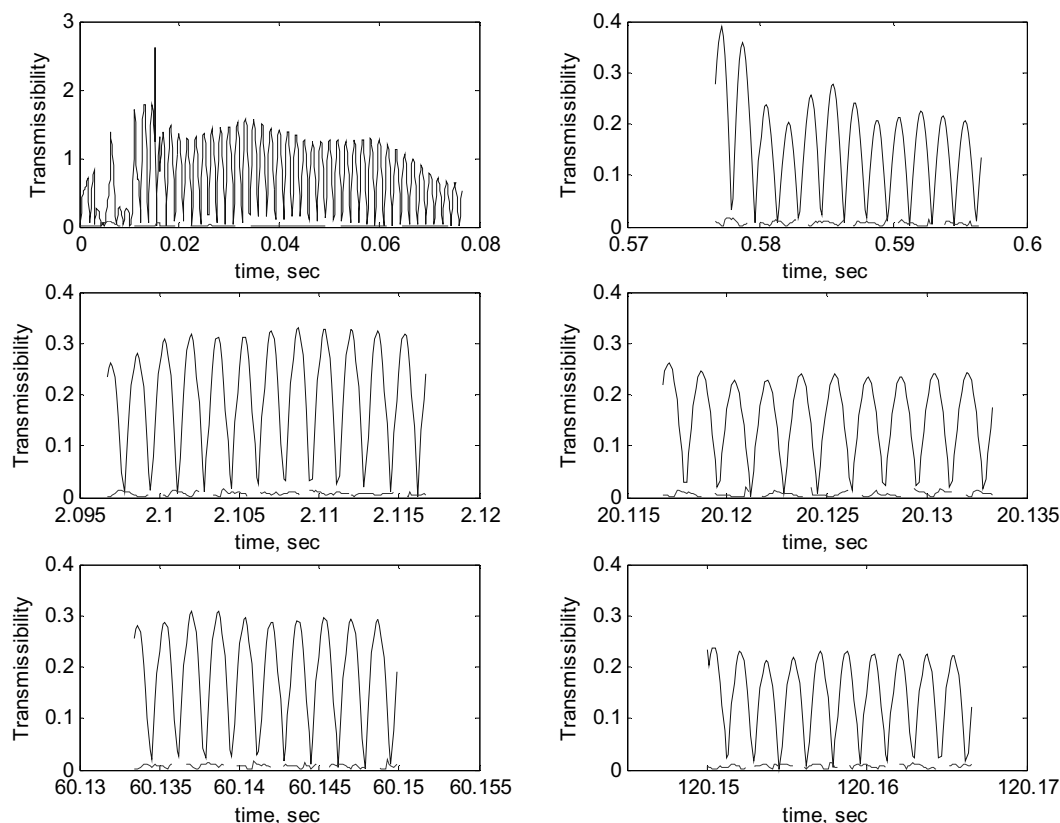 3
2
1
0
Transmissibility
0 0.02 0.04 0.06 0.08
time, sec
0.4
0.3
0.2
0.1
0
Transmissibility
0.57 0.58 0.59 0.6
time, sec
0.4
0.3
0.2
0.1
0
Transmissibility
2.095 2.1 2.105 2.11 2.115 2.12
time, sec
0.4
0.3
0.2
0.1
0
Transmissibility
20.115 20.12 20.125 20.13 20.135
time, sec
0.4
0.3
0.2
0.1
0
Transmissibility
60.13 60.135 60.14 60.145 60.15 60.155
time, sec
0.4
0.3
0.2
0.1
0
Transmissibility
120.15 120.16 120.17
time, sec